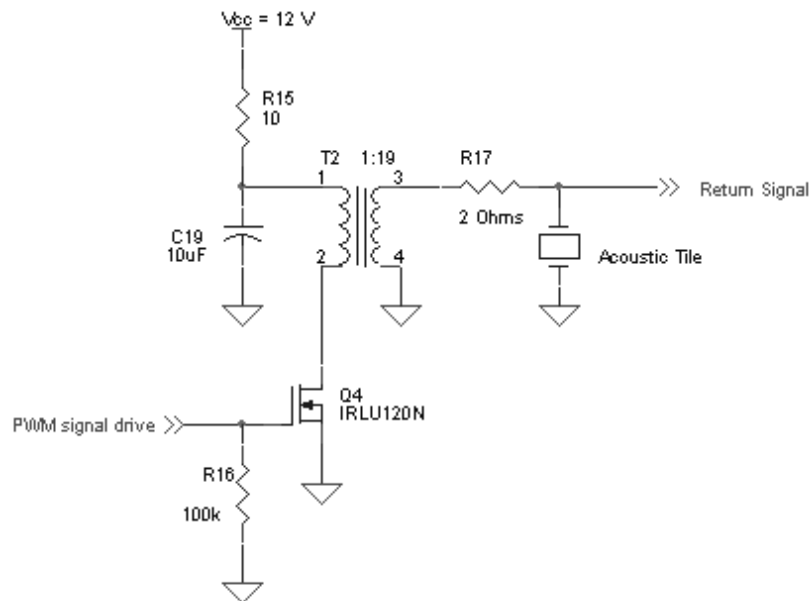 Vcc = 12 V
R15
10
T2 1:19
R17
1
3
Return Signal
2 Ohms
C19
10uF
2
4
Acoustic Tile
Q4
IRLU120N
PWM signal drive
R16
100k